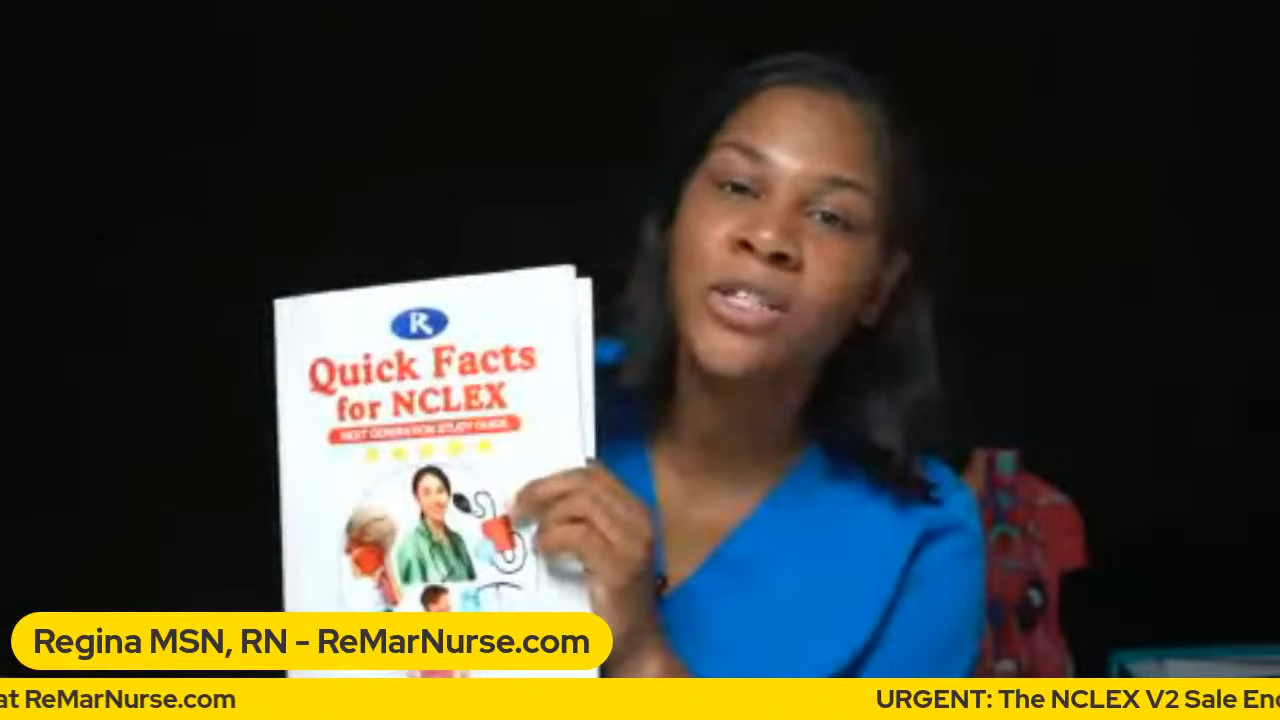 R
Quick Facts
for NCLEX
NEXT GENERATION STUDY GUIDE
Regina MSN, RN - ReMarNurse.com
at ReMarNurse.com
URGENT: The NCLEX V2 Sale En